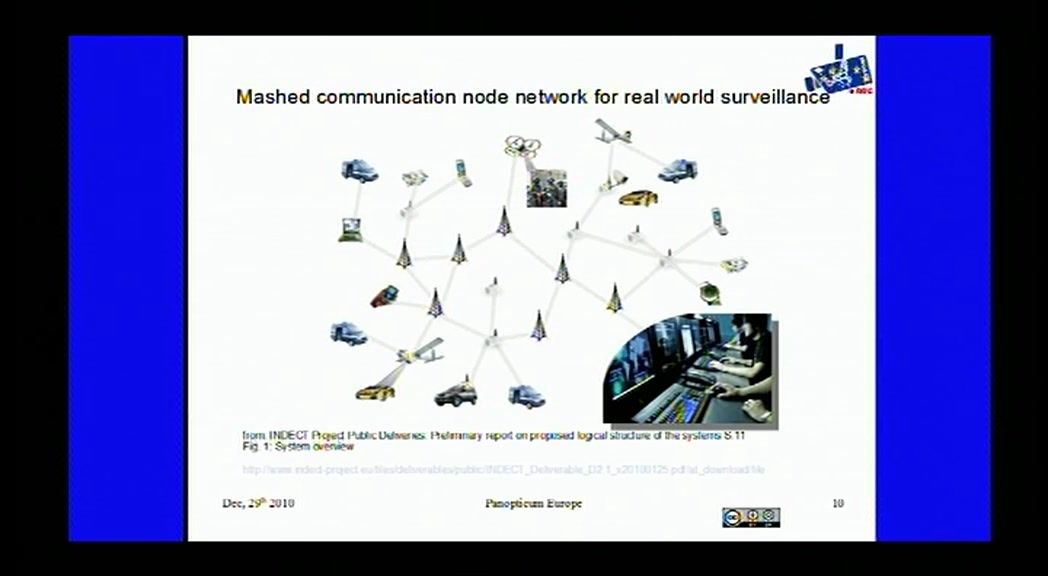 Mashed communication node network for real world surveillance
from: INDECT Project Public Deliveries: Preliminary report on proposed logical structure of the systems S.11
Fig. 1: System overview
http://www.indect-project.eu/files/deliverables/public/INDECT_Deliverable_D2.1_v20100125.pdf/at_download/file
Dec, 29th 2010
Panopticum Europe
10